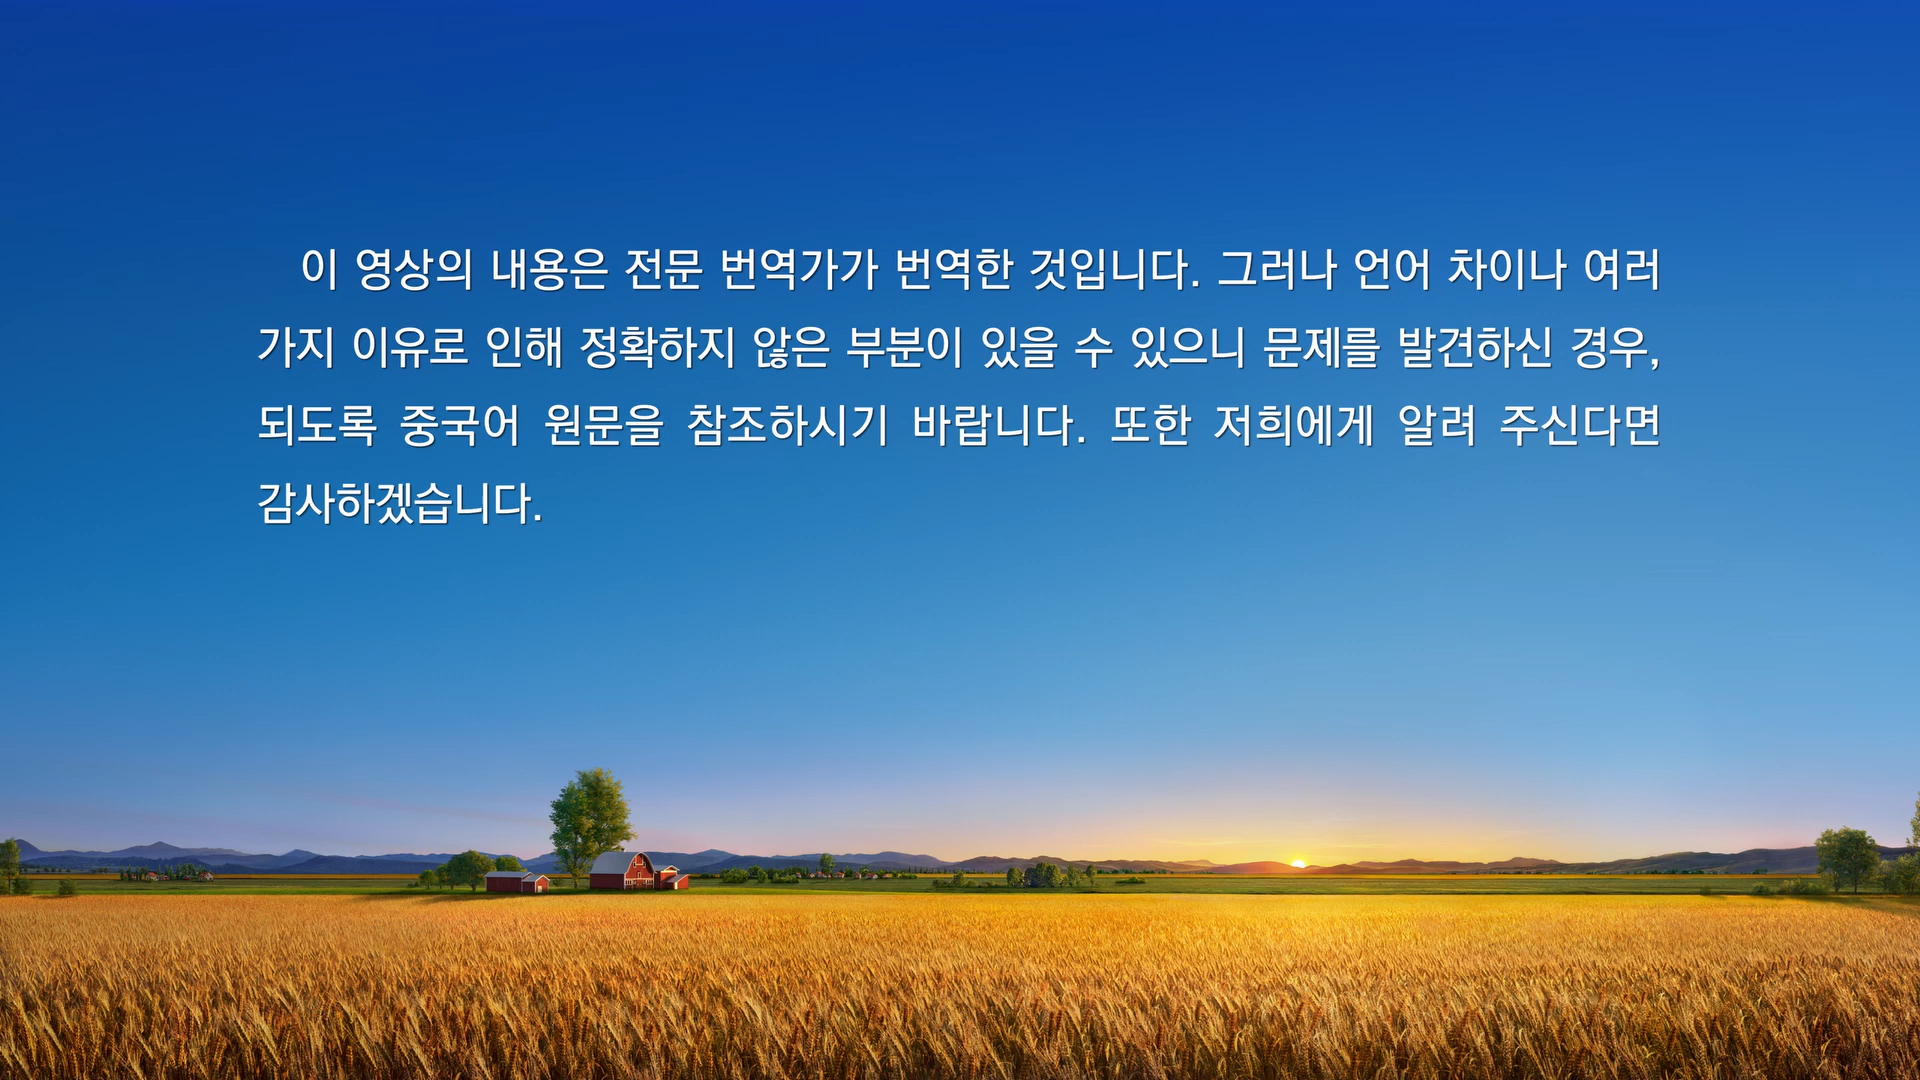 이 영상의 내용은 전문 번역가가 번역한 것입니다. 그러나 언어 차이나 여러
가지 이유로 인해 정확하지 않은 부분이 있을 수 있으니 문제를 발견하신 경우,
되도록 중국어 원문을 참조하시기 바랍니다. 또한 저희에게 알려 주신다면
감사하겠습니다.